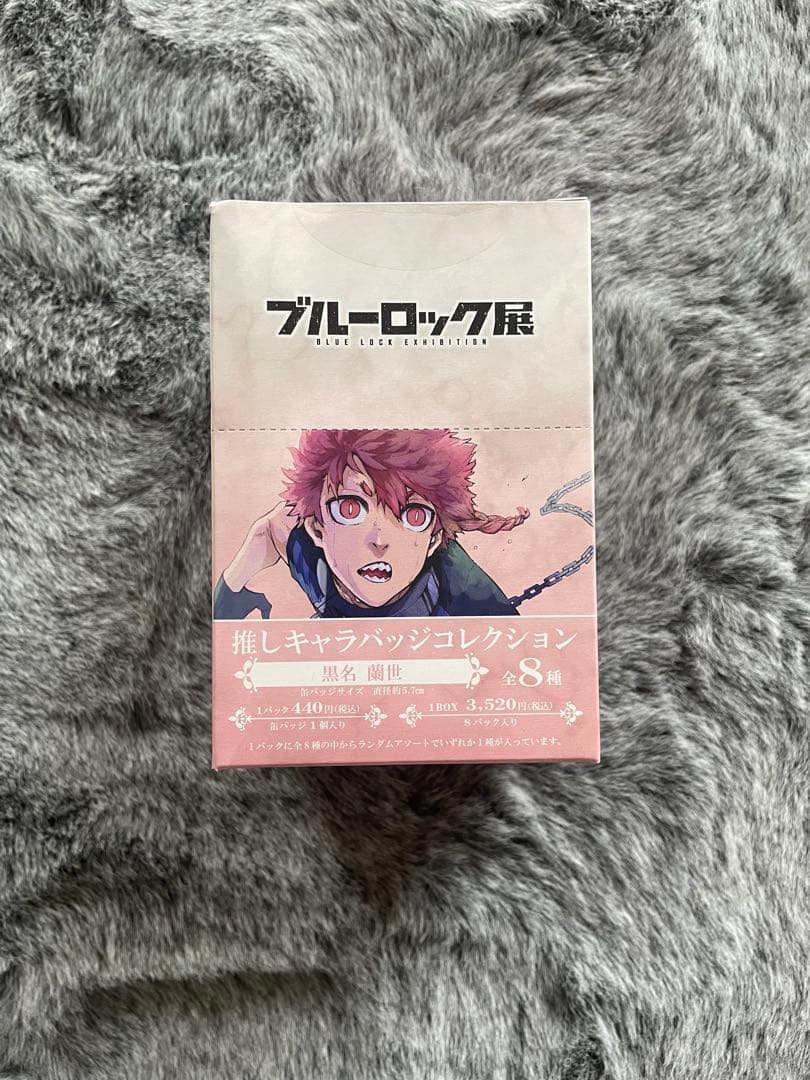 ブルーロック展
BLUE LOCK EXHIBITION
推しキャラバッジコレクション
黒名 蘭世
全8種
缶バッジサイズ 直径約5.7cm
1パック440円(税込)
缶バッジ1個入り
1BOX 3,520円(税込)
8パック入り
1パックに全8種の中からランダムアソートでいずれか1種が入っています。